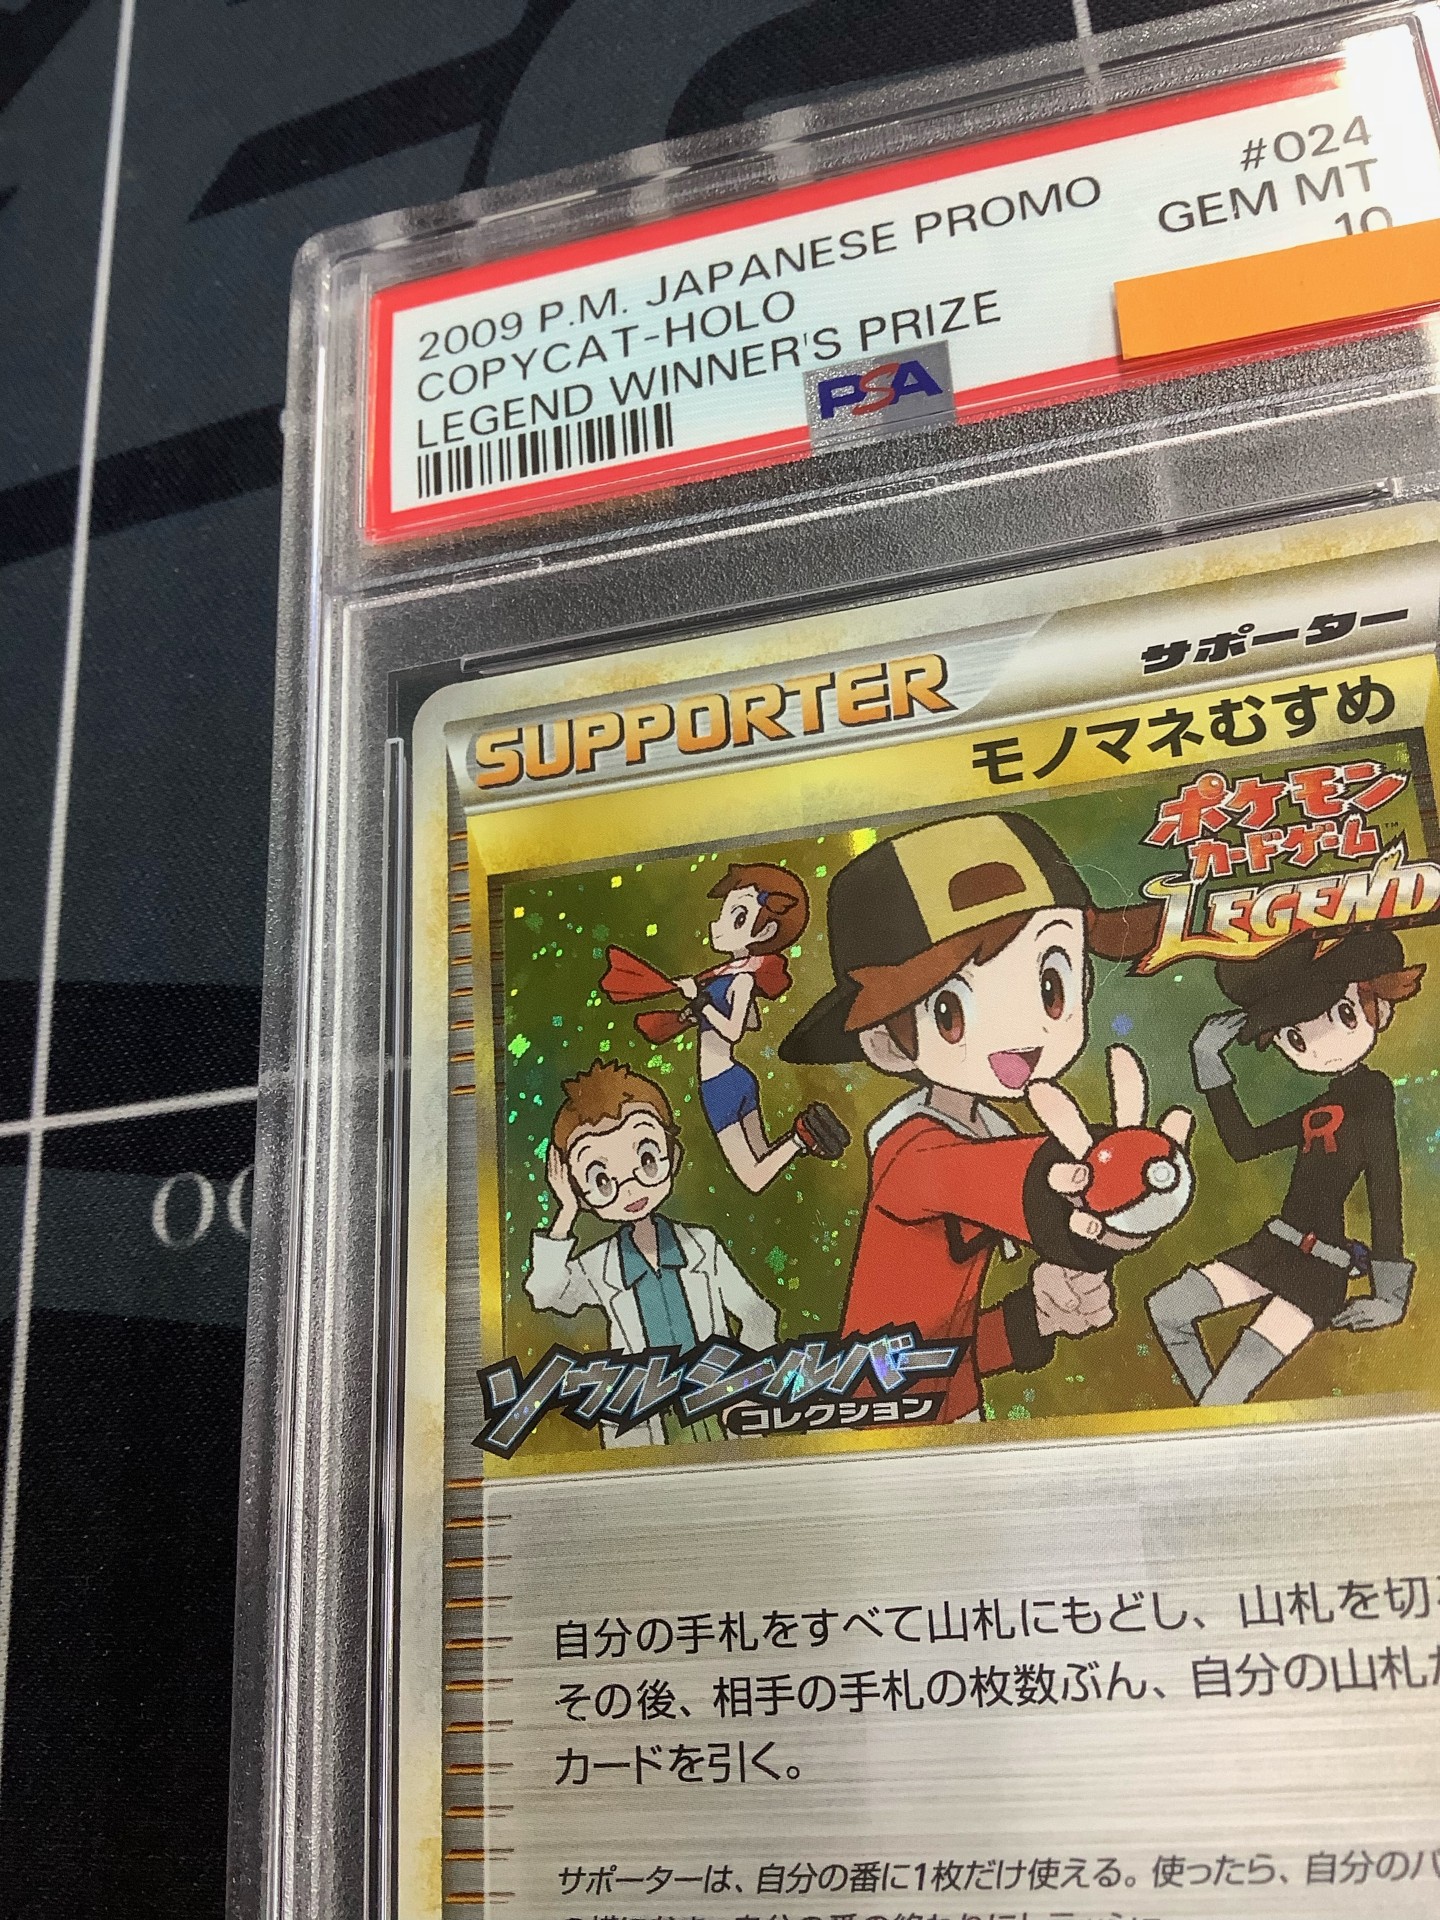 2009 P.M. JAPANESE PROMO #024
COPYCAT-HOLO GEM MT
LEGEND WINNER'S PRIZE 10
PSA
サポーター
SUPPORTER
モノマネむすめ
ポケモン
カードゲーム
LEGEND
R
ソウルシルバー
コレクション
自分の手札をすべて山札にもどし、山札を切
その後、相手の手札の枚数ぶん、自分の山札
カードを引く。
サポーターは、自分の番に1枚だけ使える。使ったら、自分のバ